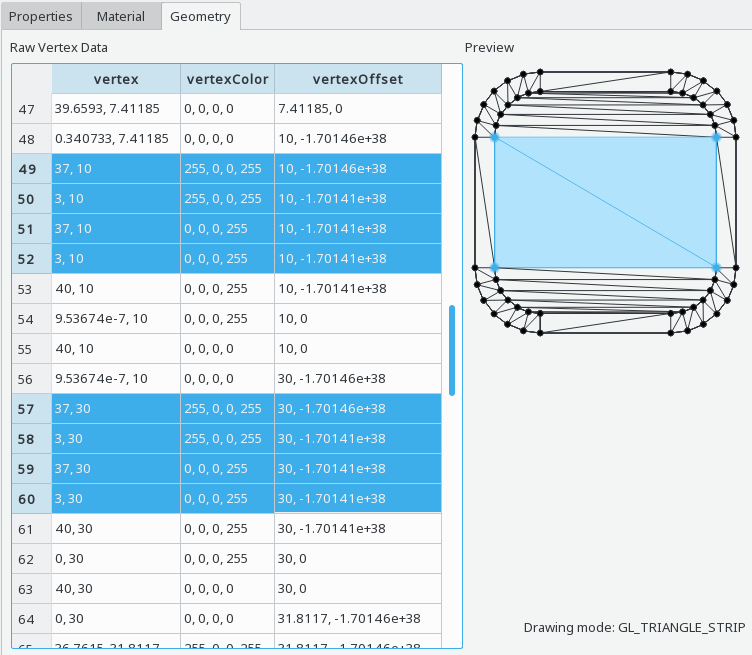 Properties Material Geometry
Raw Vertex Data
Preview
vertex vertexColor vertexOffset
47 39.6593, 7.41185 0, 0, 0, 0 7.41185, 0
48 0.340733, 7.41185 0, 0, 0, 0 10, -1.70146e+38
49 37, 10 255, 0, 0, 255 10, -1.70146e+38
50 3, 10 255, 0, 0, 255 10, -1.70146e+38
51 37, 10 0, 0, 0, 255 10, -1.70141e+38
52 3, 10 0, 0, 0, 255 10, -1.70141e+38
53 40, 10 0, 0, 0, 255 10, -1.70141e+38
54 9.53674e-7, 10 0, 0, 0, 255 10, 0
55 40, 10 0, 0, 0, 0 10, 0
56 9.53674e-7, 10 0, 0, 0, 0 30, -1.70146e+38
57 37, 30 255, 0, 0, 255 30, -1.70146e+38
58 3, 30 255, 0, 0, 255 30, -1.70146e+38
59 37, 30 0, 0, 0, 255 30, -1.70141e+38
60 3, 30 0, 0, 0, 255 30, -1.70141e+38
61 40, 30 0, 0, 0, 255 30, -1.70141e+38
62 0, 30 0, 0, 0, 255 30, 0
63 40, 30 0, 0, 0, 0 30, 0
64 0, 30 0, 0, 0, 0 31.8117, -1.70146e+38
65 36.7615, 31.8117 255, 0, 0, 255 31.8117, -1.70146e+38
Drawing mode: GL_TRIANGLE_STRIP